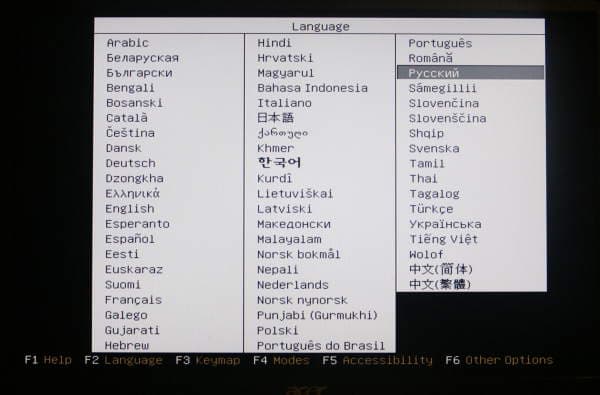 Language
Arabic
Беларуская
Български
Bengali
Bosanski
Català
Čeština
Dansk
Deutsch
Dzongkha
Ελληνικά
English
Esperanto
Español
Eesti
Euskaraz
Suomi
Français
Galego
Gujarati
Hebrew
Hindi
Hrvatski
Magyarul
Bahasa Indonesia
Italiano
日本語
ქართული
Khmer
한국어
Kurdî
Lietuviškai
Latviski
Македонски
Malayalam
Norsk bokmål
Nepali
Nederlands
Norsk nynorsk
Punjabi (Gurmukhi)
Polski
Português do Brasil
Português
Română
Русский
Sámegillii
Slovenčina
Slovenščina
Shqip
Svenska
Tamil
Thai
Tagalog
Türkçe
Українська
Tiếng Việt
Wolof
中文(简体)
中文(繁體)
F1 Help F2 Language F3 Keymap F4 Modes F5 Accessibility F6 Other Options
acer